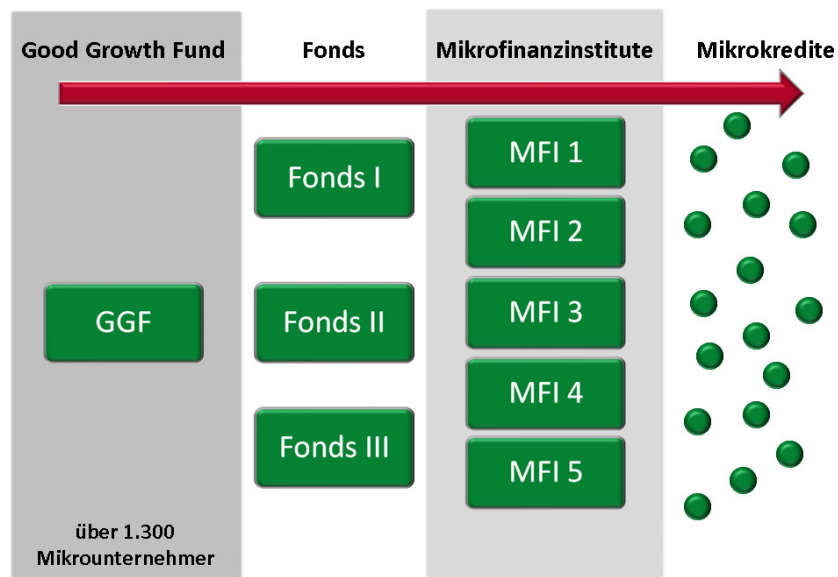 Good Growth Fund
Fonds
Mikrofinanzinstitute
Mikrokredite
GGF
Fonds I
Fonds II
Fonds III
MFI 1
MFI 2
MFI 3
MFI 4
MFI 5
über 1.300
Mikrounternehmer